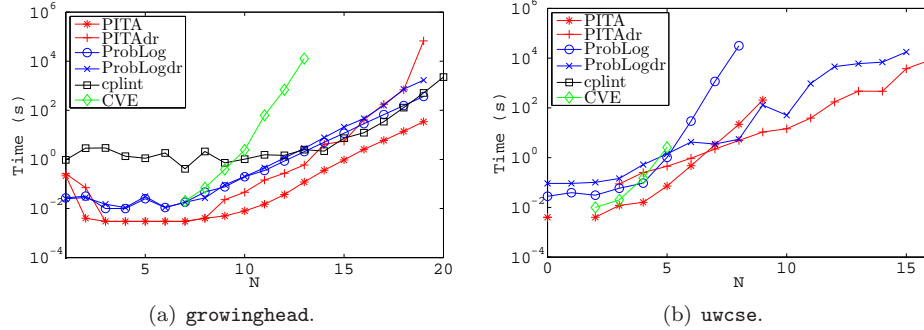 10^6
10^4
10^2
10^0
10^-2
10^-4
Time (s)
PITA
PITAdr
ProbLog
ProbLogdr
cplint
CVE
5
10
15
20
N
(a) growinghead.
10^6
10^4
10^2
10^0
10^-2
10^-4
Time (s)
PITA
PITAdr
ProbLog
ProbLogdr
cplint
CVE
0
5
10
15
N
(b) uwcse.